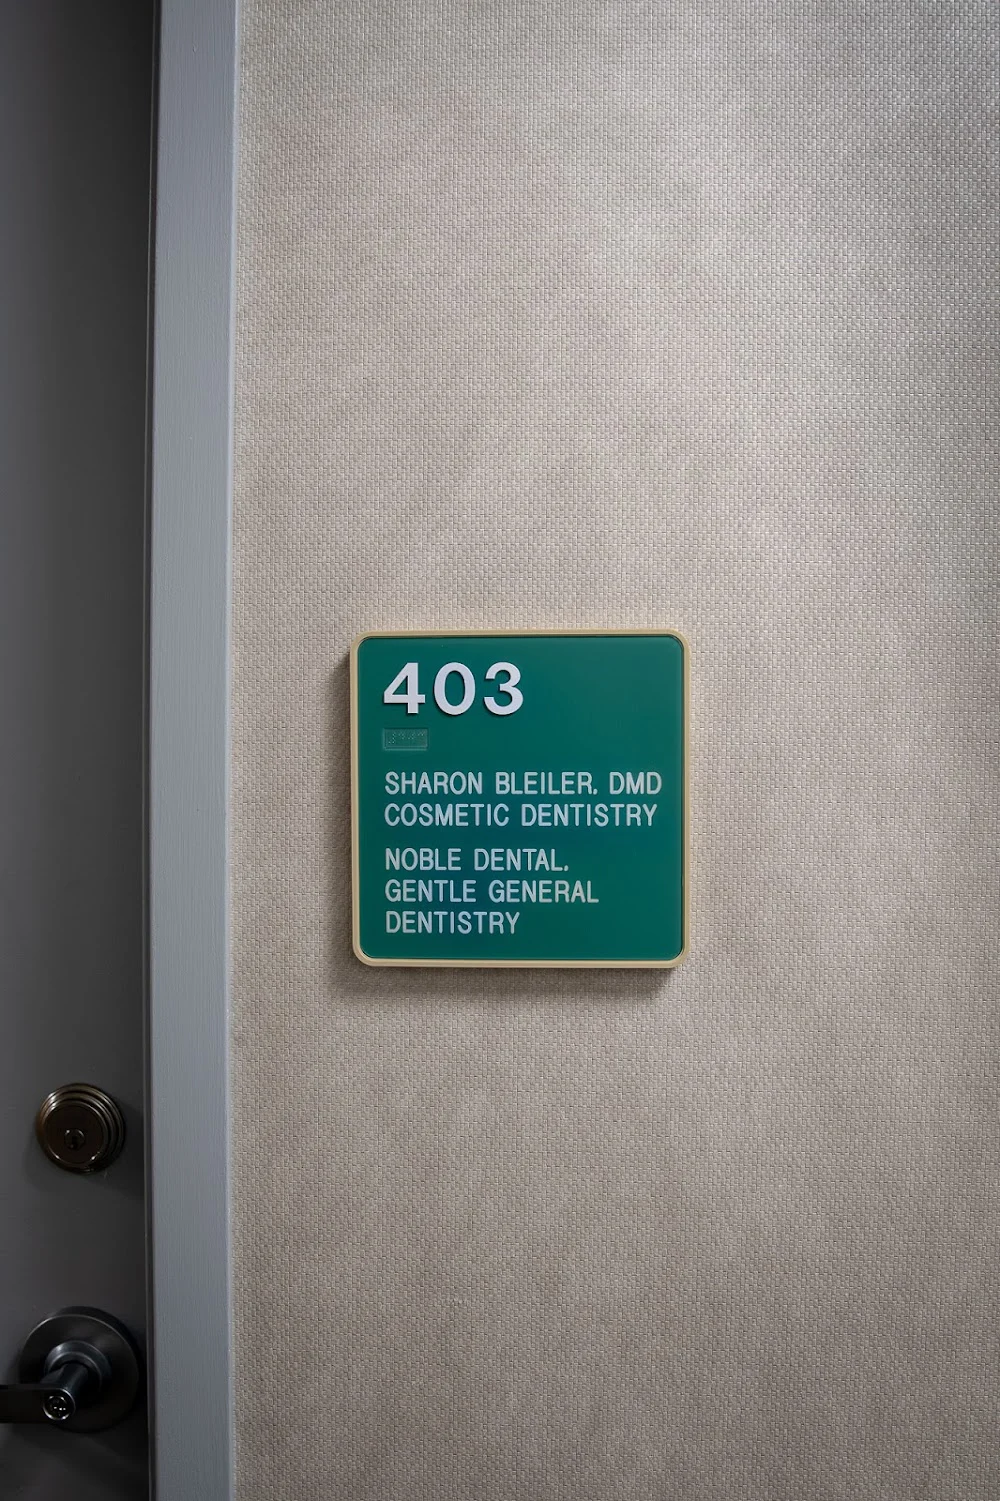 403
SHARON BLEILER, DMD
COSMETIC DENTISTRY
NOBLE DENTAL,
GENTLE GENERAL
DENTISTRY